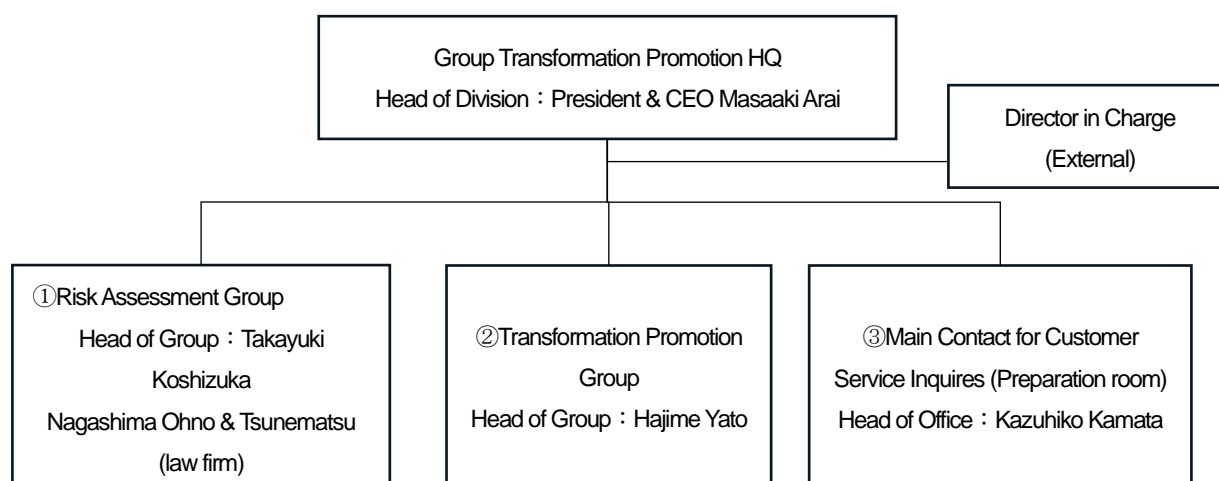 Group Transformation Promotion HQ
Head of Division：President & CEO Masaaki Arai
Director in Charge
(External)
①Risk Assessment Group
Head of Group：Takayuki
Koshizuka
Nagashima Ohno & Tsunematsu
(law firm)
②Transformation Promotion
Group
Head of Group：Hajime Yato
③Main Contact for Customer
Service Inquires (Preparation room)
Head of Office：Kazuhiko Kamata